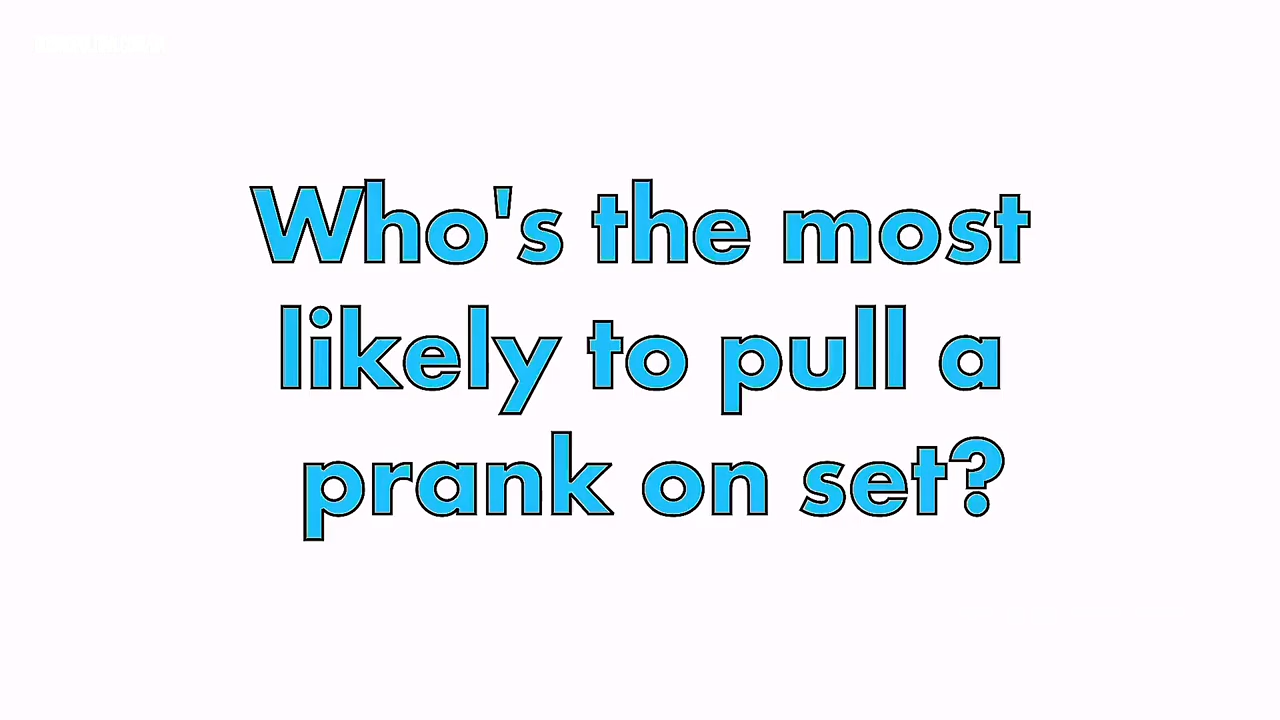 Who's the most
likely to pull a
prank on set?